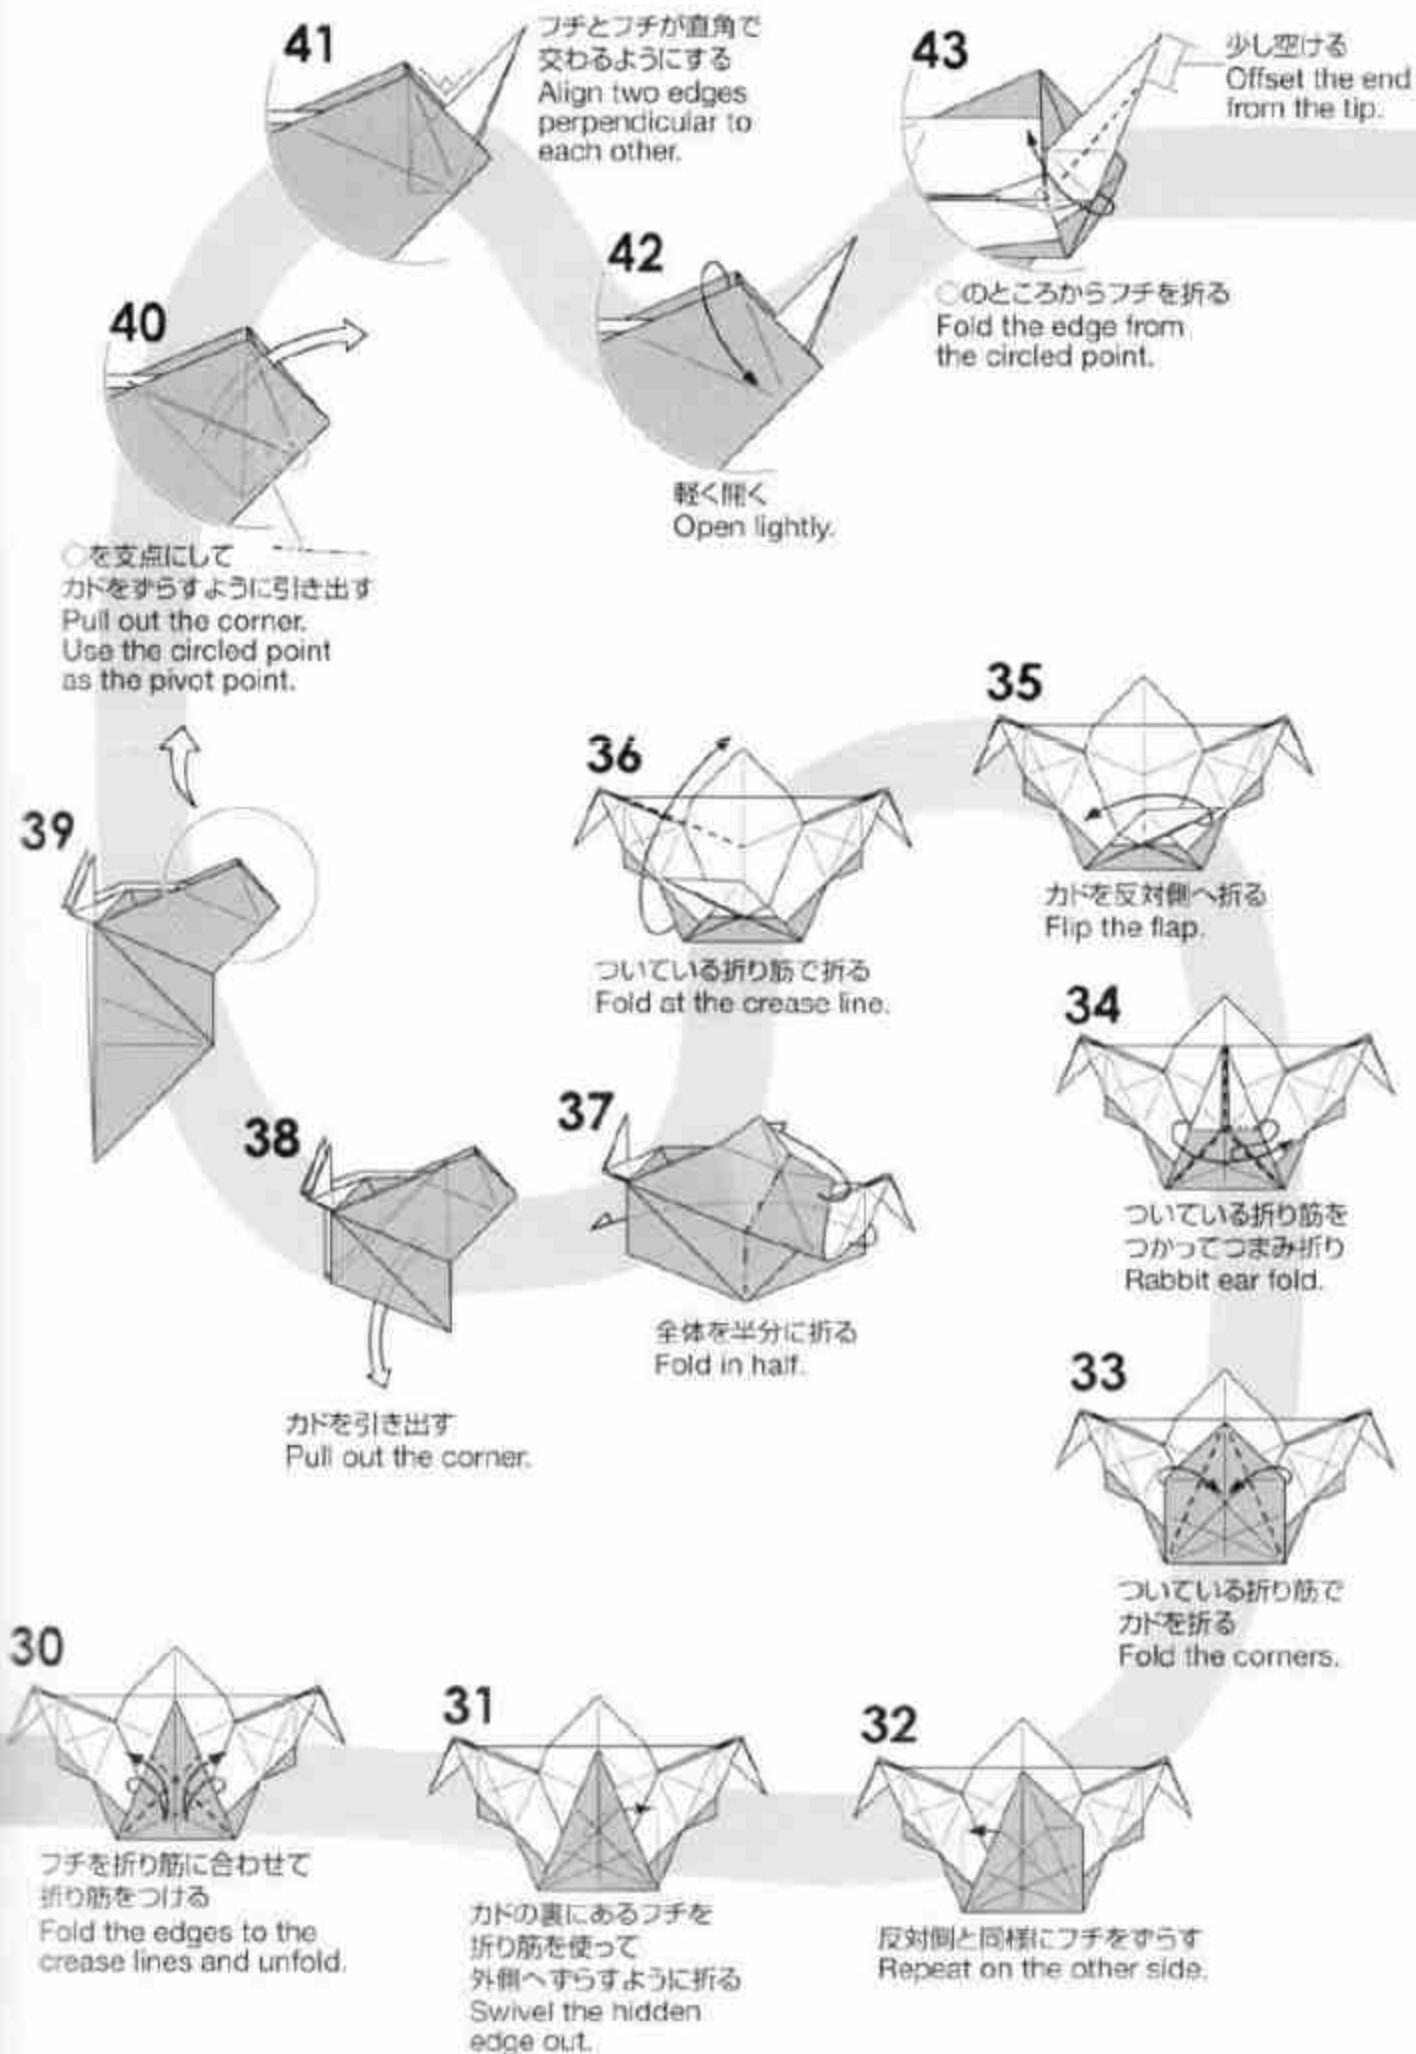 30
フチを折り筋に合わせて
折り筋をつける
Fold the edges to the
crease lines and unfold.
31
カドの裏にあるフチを
折り筋を使って
外側へずらすように折る
Swivel the hidden
edge out.
32
反対側と同様にフチをずらす
Repeat on the other side.
33
ついている折り筋で
カドを折る
Fold the corners.
34
ついている折り筋を
つかってつまみ折り
Rabbit ear fold.
35
カドを反対側へ折る
Flip the flap.
36
ついている折り筋で折る
Fold at the crease line.
37
全体を半分に折る
Fold in half.
38
カドを引き出す
Pull out the corner.
39
40
○を支点にして
カドをずらすように引き出す
Pull out the corner.
Use the circled point
as the pivot point.
41
フチとフチが直角で
交わるようにする
Align two edges
perpendicular to
each other.
42
軽く開く
Open lightly.
43
少し空ける
Offset the end
from the tip.
○のところからフチを折る
Fold the edge from
the circled point.